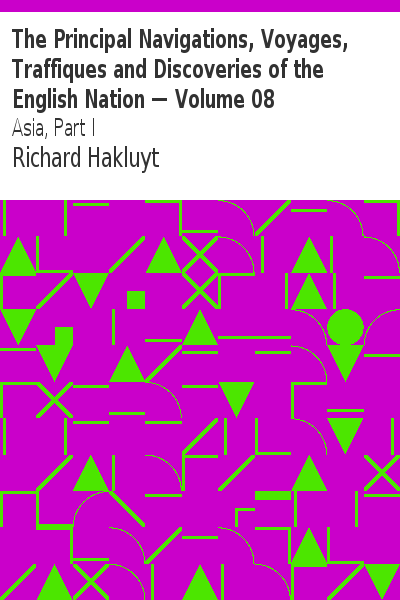 The Principal Navigations, Voyages,
Traffiques and Discoveries of the
English Nation — Volume 08
Asia, Part I
Richard Hakluyt